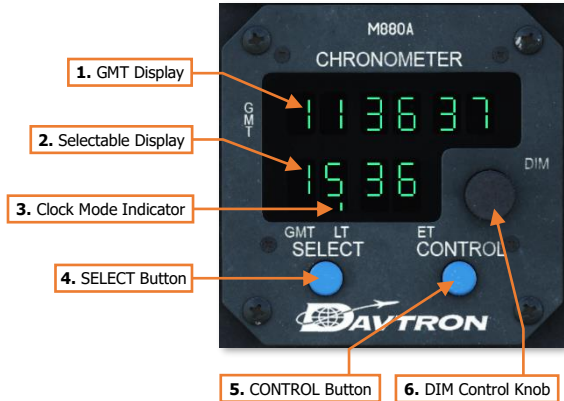 M880A
CHRONOMETER
1. GMT Display
GMT
11 36 37
2. Selectable Display
15 36
DIM
3. Clock Mode Indicator
GMT LT ET
SELECT CONTROL
4. SELECT Button
DAVTRON
5. CONTROL Button
6. DIM Control Knob